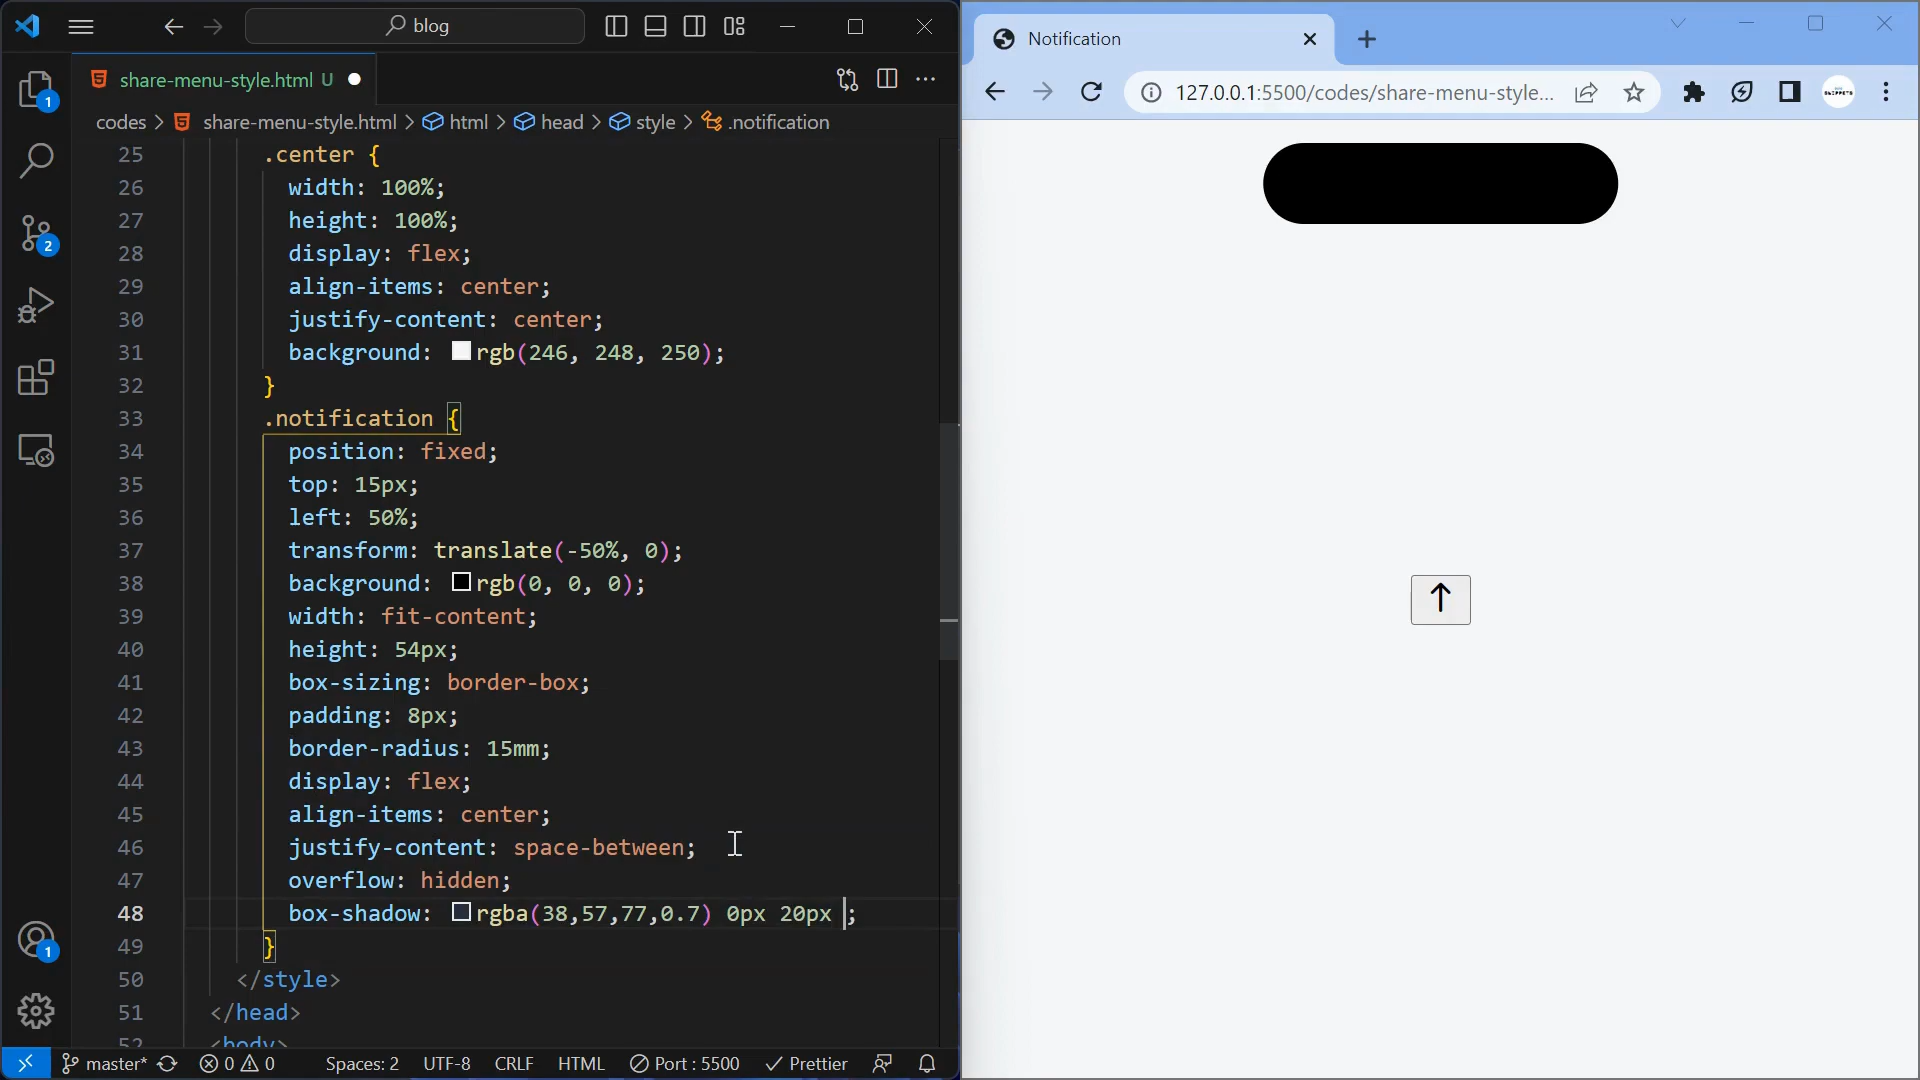 blog
share-menu-style.html U
codes > share-menu-style.html > html > head > style > .notification
25 .center {
26 width: 100%;
27 height: 100%;
28 display: flex;
29 align-items: center;
30 justify-content: center;
31 background: rgb(246, 248, 250);
32 }
33 .notification {
34 position: fixed;
35 top: 15px;
36 left: 50%;
37 transform: translate(-50%, 0);
38 background: rgb(0, 0, 0);
39 width: fit-content;
40 height: 54px;
41 box-sizing: border-box;
42 padding: 8px;
43 border-radius: 15mm;
44 display: flex;
45 align-items: center;
46 justify-content: space-between;
47 overflow: hidden;
48 box-shadow: rgba(38,57,77,0.7) 0px 20px ;
49 }
50 </style>
51 </head>
52 <body>
1
2
1
master* 0 0 Spaces: 2 UTF-8 CRLF HTML Port : 5500 Prettier
Notification
127.0.0.1:5500/codes/share-menu-style...
↑